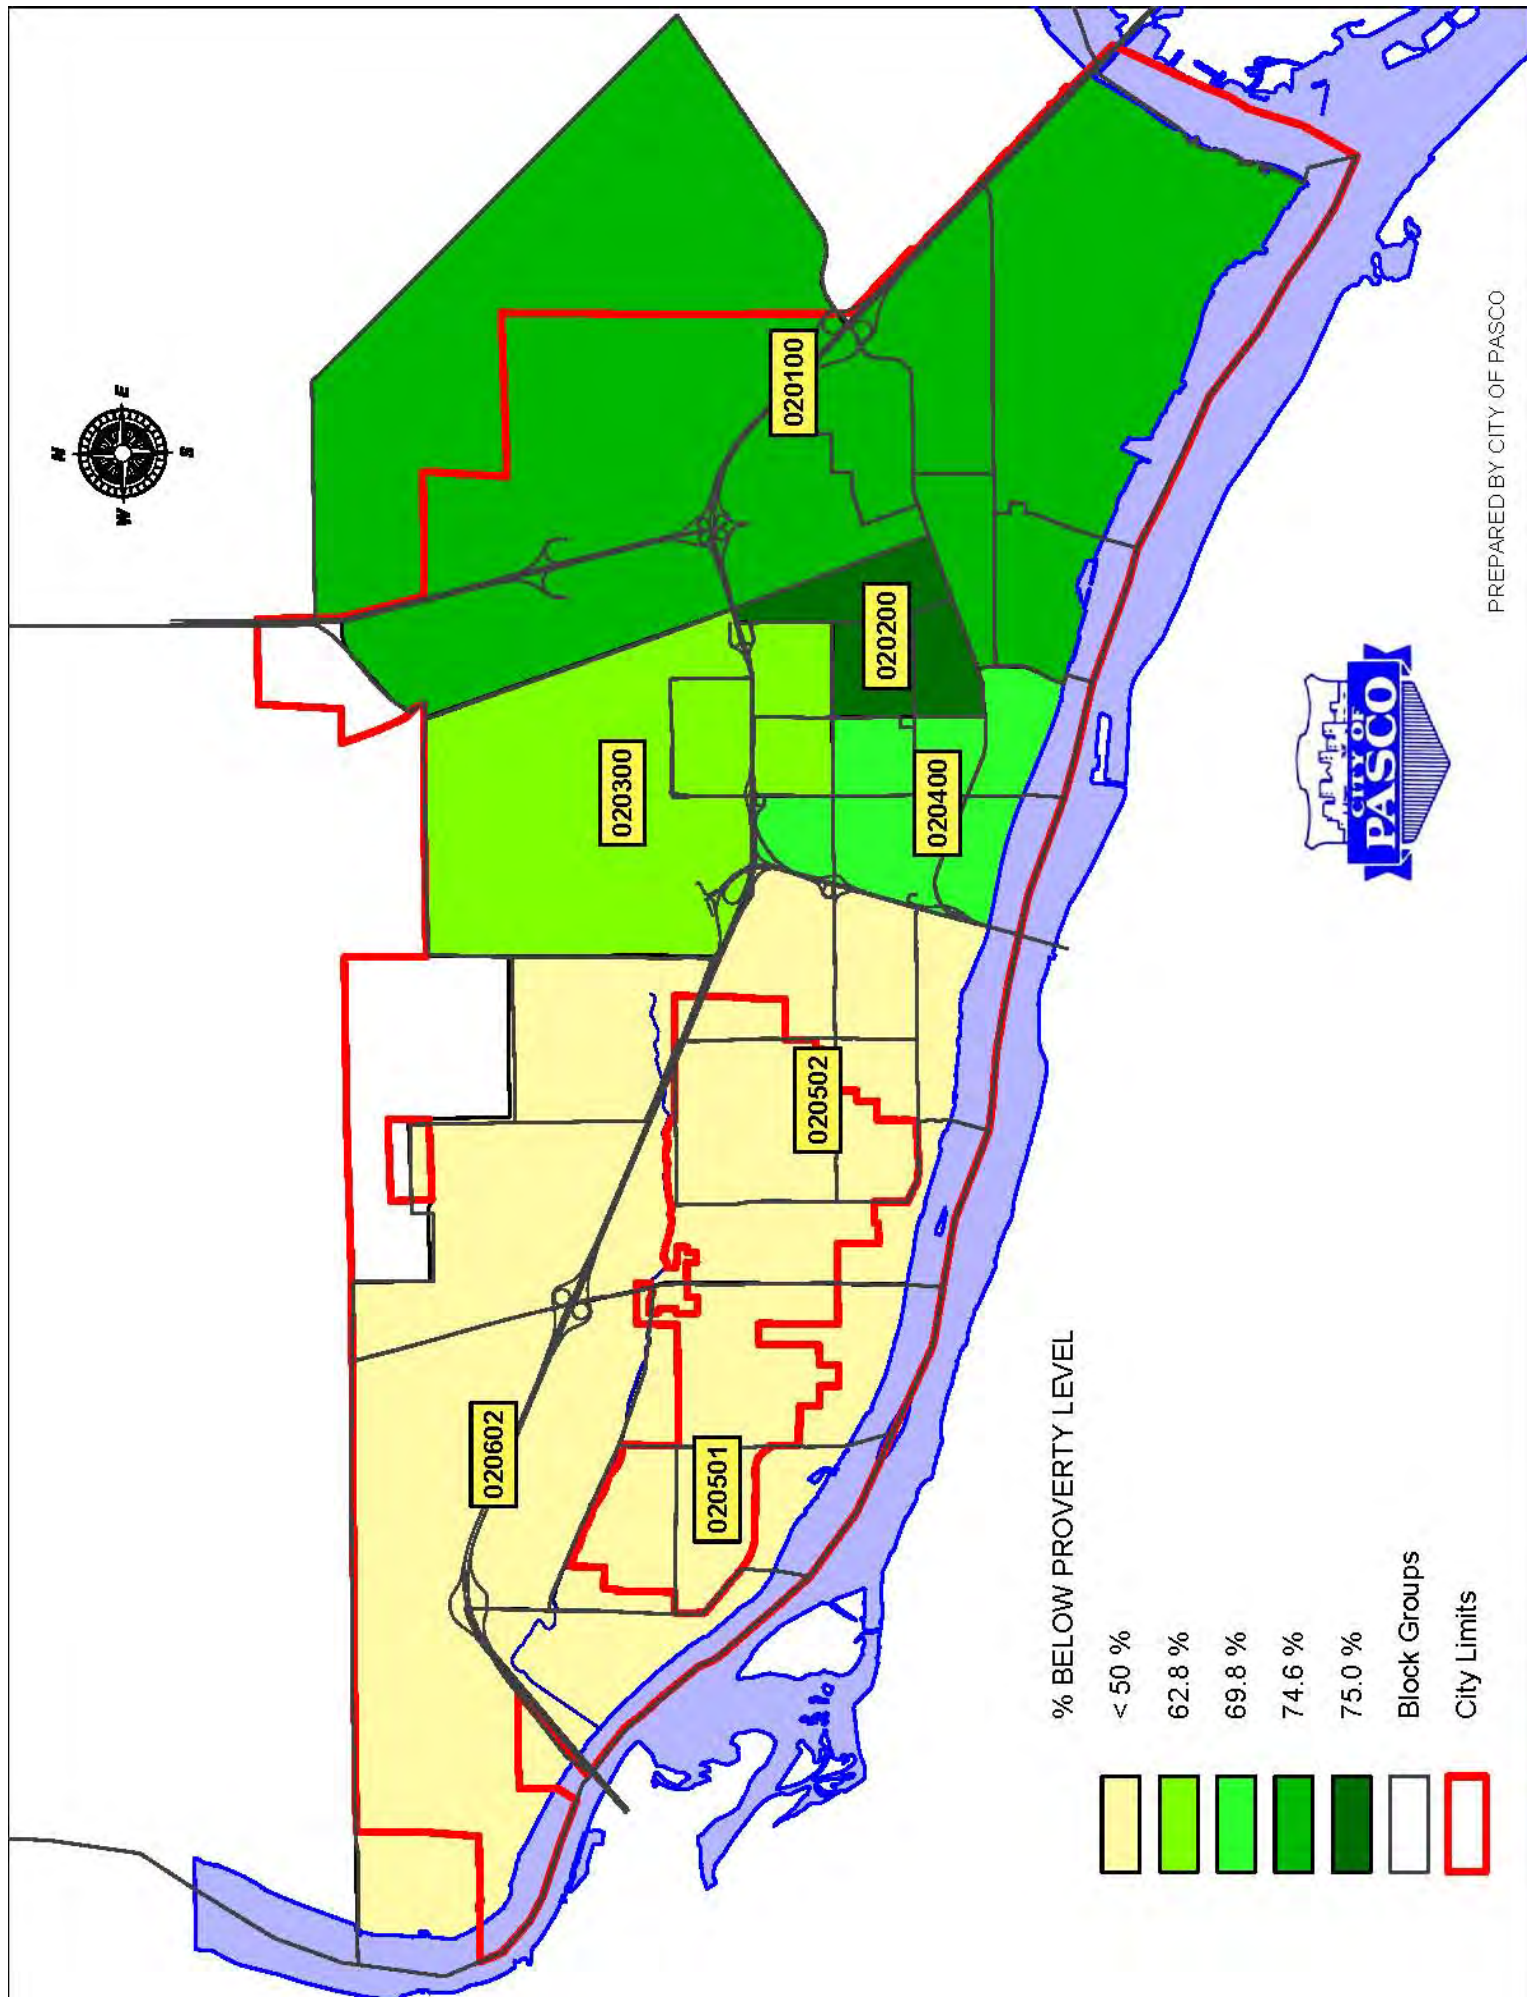 N
W E
S
020100
020200
020300
020400
020502
020602
020501
% BELOW PROVERTY LEVEL
< 50 %
62.8 %
69.8 %
74.6 %
75.0 %
Block Groups
City Limits
CITY OF
PASCO
PREPARED BY CITY OF PASCO